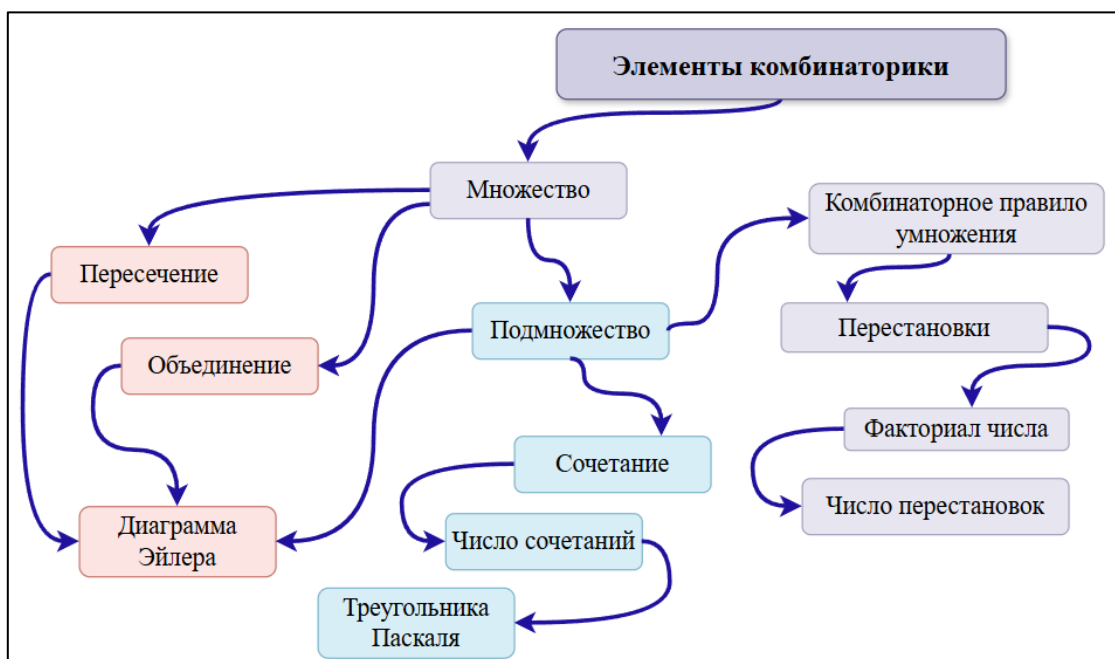 Элементы комбинаторики
Множество
Комбинаторное правило
умножения
Пересечение
Подмножество
Перестановки
Объединение
Факториал числа
Сочетание
Число перестановок
Диаграмма
Эйлера
Число сочетаний
Треугольника
Паскаля